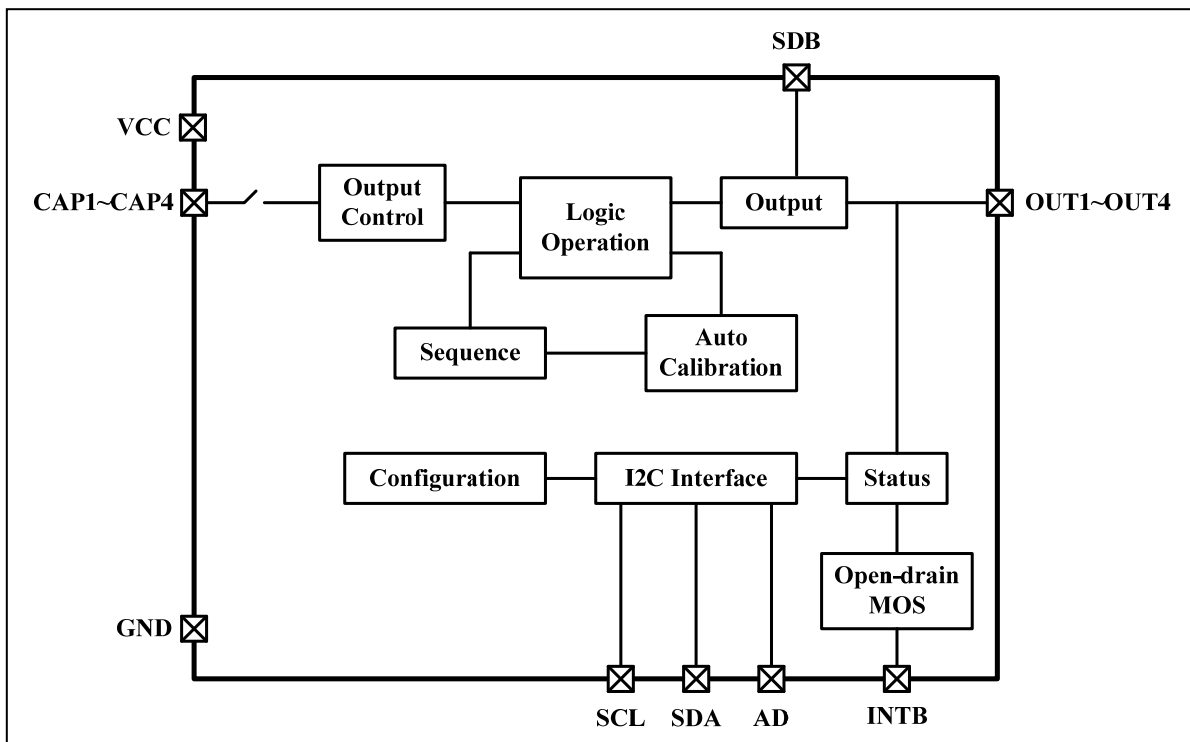 SDB
VCC
CAP1~CAP4
Output
Control
Logic
Operation
Output
OUT1~OUT4
Sequence
Auto
Calibration
Configuration
I2C Interface
Status
Open-drain
MOS
GND
SCL
SDA
AD
INTB